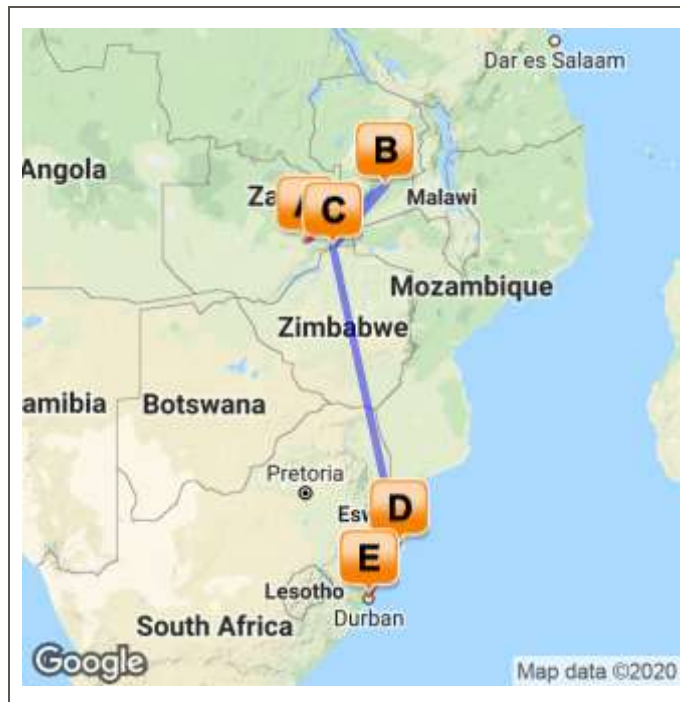 Dar es Salaam
Angola
B
Za
Malawi
A
C
Mozambique
Zimbabwe
amibia
Botswana
Pretoria
Esw
D
E
Lesotho
Durban
South Africa
Google
Map data ©2020